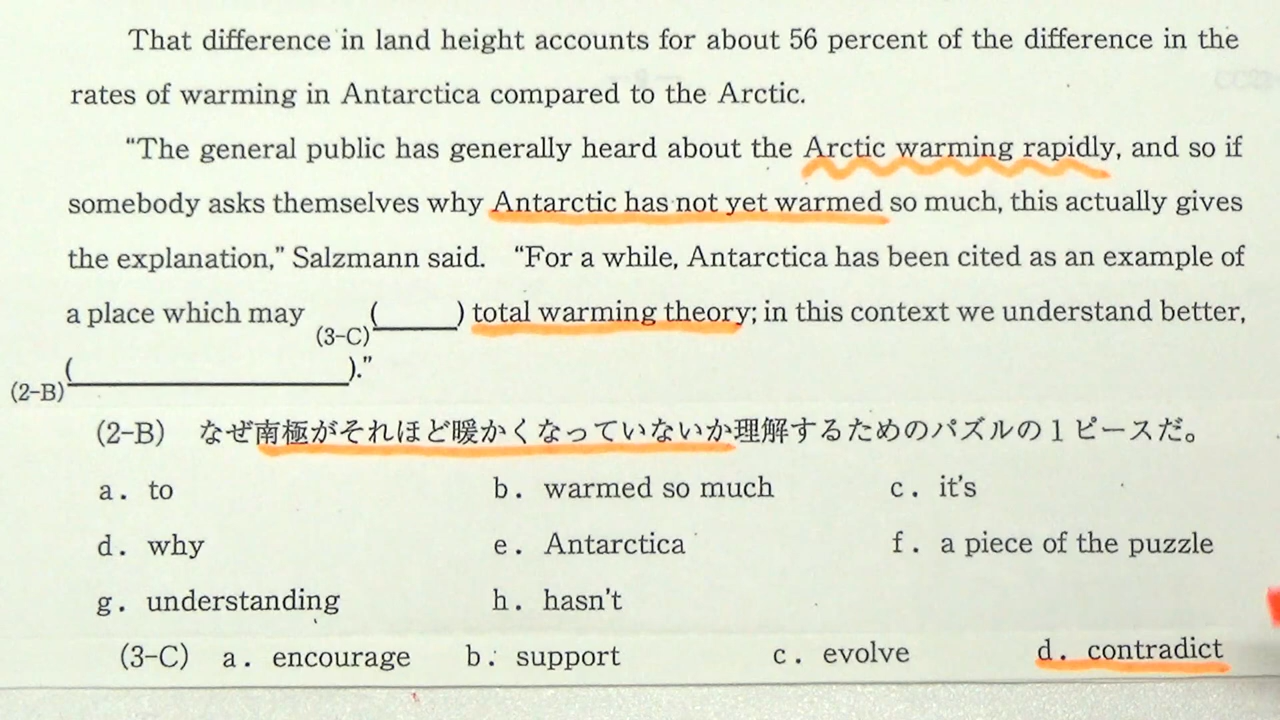 That difference in land height accounts for about 56 percent of the difference in the
rates of warming in Antarctica compared to the Arctic.
“The general public has generally heard about the Arctic warming rapidly, and so if
somebody asks themselves why Antarctic has not yet warmed so much, this actually gives
the explanation,” Salzmann said. “For a while, Antarctica has been cited as an example of
a place which may (3-C)(　　) total warming theory; in this context we understand better,
(2-B)(　　　　).”
(2-B) なぜ南極がそれほど暖かくなっていないか理解するためのパズルの1ピースだ。
a. to b. warmed so much c. it's
d. why e. Antarctica f. a piece of the puzzle
g. understanding h. hasn't
(3-C) a. encourage b. support c. evolve d. contradict